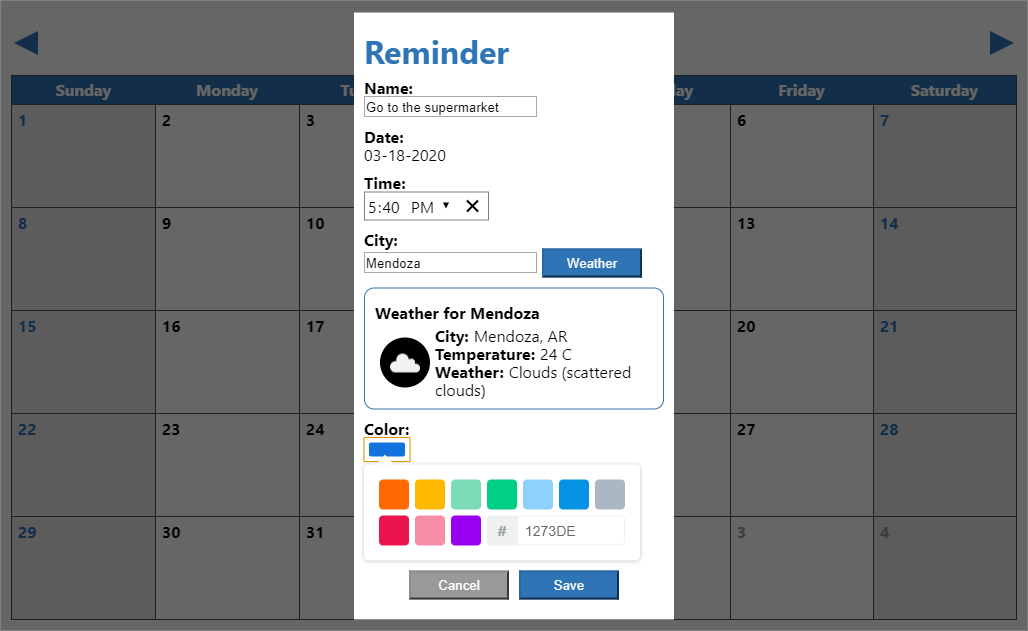 Reminder
Sunday Monday Tu ay Friday Saturday
Name:
Go to the supermarket
1 2 3 6 7
Date:
03-18-2020
Time:
5:40 PM
8 9 10 13 14
City:
Mendoza Weather
Weather for Mendoza
15 16 17 20 21
City: Mendoza, AR
Temperature: 24 C
Weather: Clouds (scattered
clouds)
22 23 24 27 28
Color:
29 30 31 3 4
# 1273DE
Cancel Save